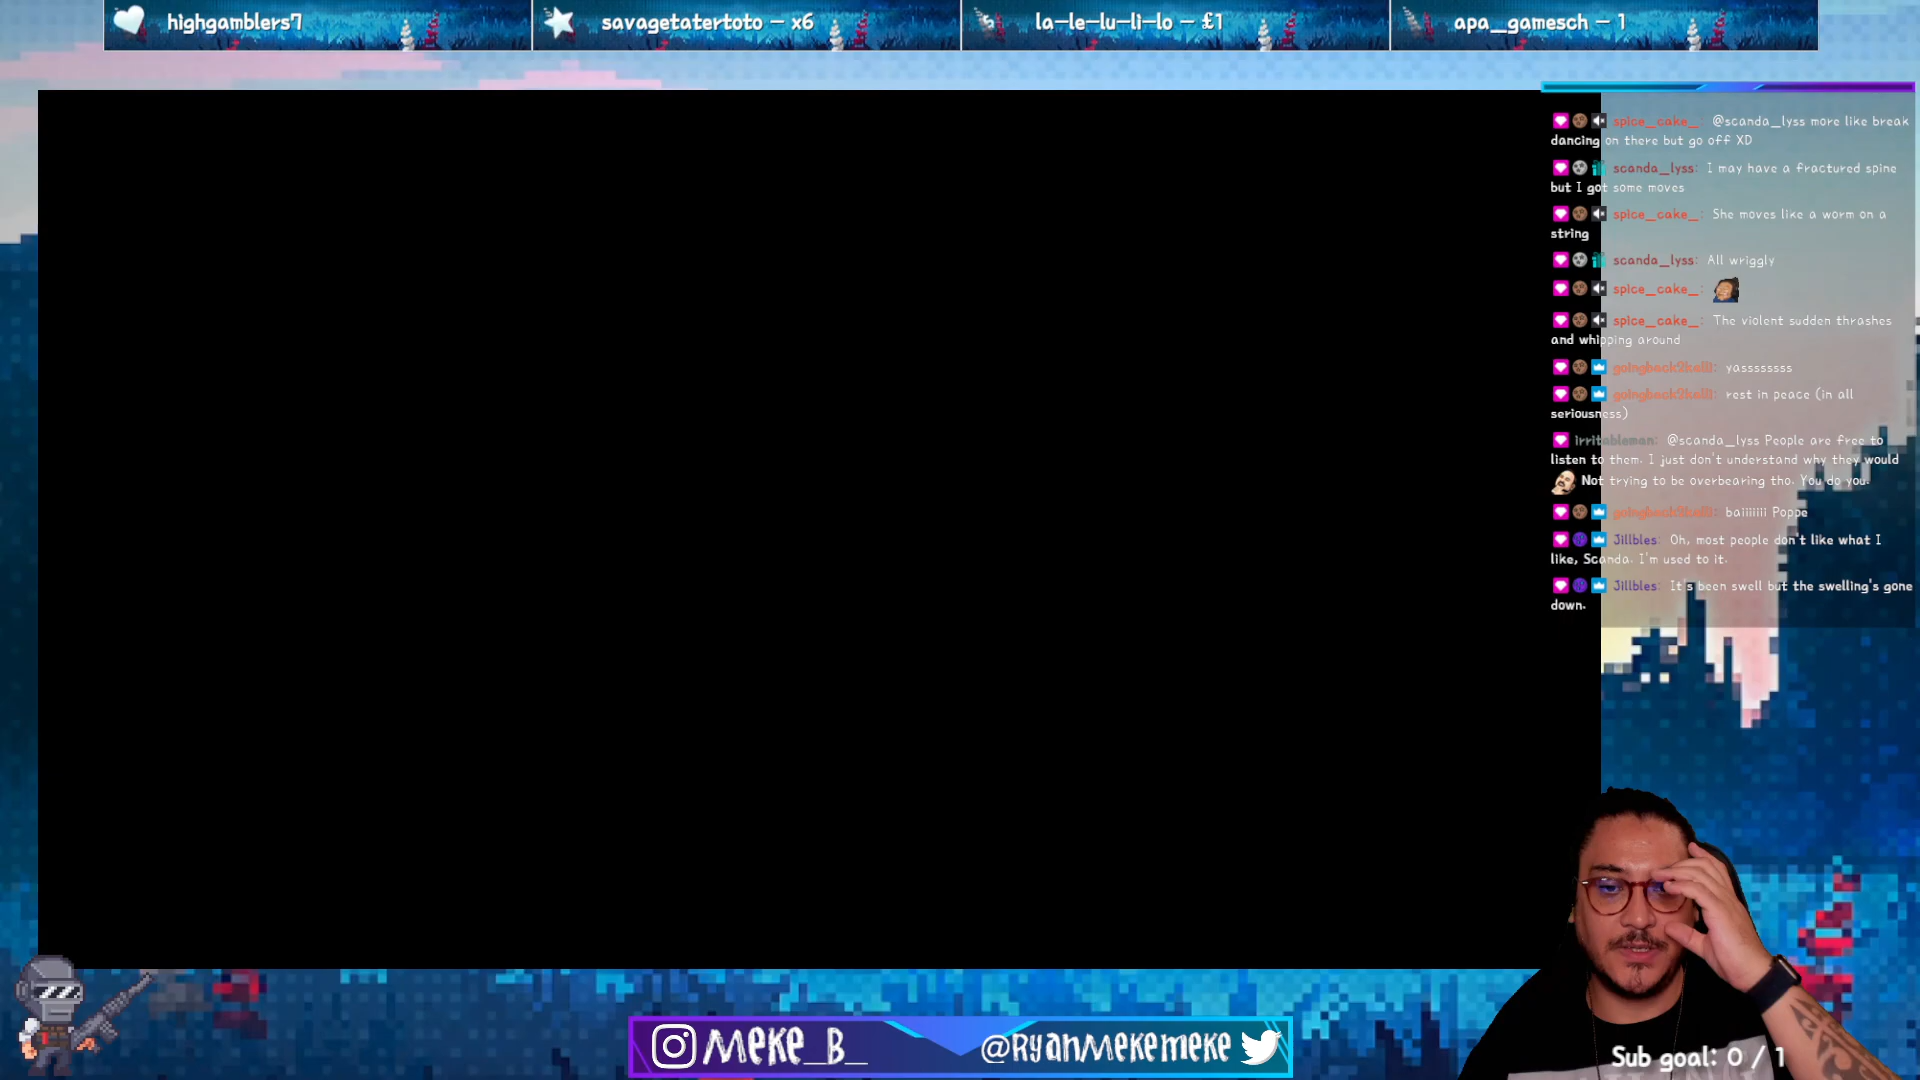 highgamblers7
savagetatertoto – x6
la-le-lu-li-lo – £1
apa_gamesch – 1
spice_cake_: @scanda_lyss more like break
dancing on there but go off XD
scanda_lyss: I may have a fractured spine
but I got some moves
spice_cake_: She moves like a worm on a
string
scanda_lyss: All wriggly
spice_cake_:
spice_cake_: The violent sudden thrashes
and whipping around
goingback2kalli: yassssssss
goingback2kalli: rest in peace (in all
seriousness)
irritableman: @scanda_lyss People are free to
listen to them. I just don't understand why they would
Not trying to be overbearing tho. You do you.
goingback2kalli: baiiiiiii Poppe
Jillbles: Oh, most people don't like what I
like, Scanda. I'm used to it.
Jillbles: It's been swell but the swelling's gone
down.
Meke_B_
@RyanMekeMeke
Sub goal: 0 / 1